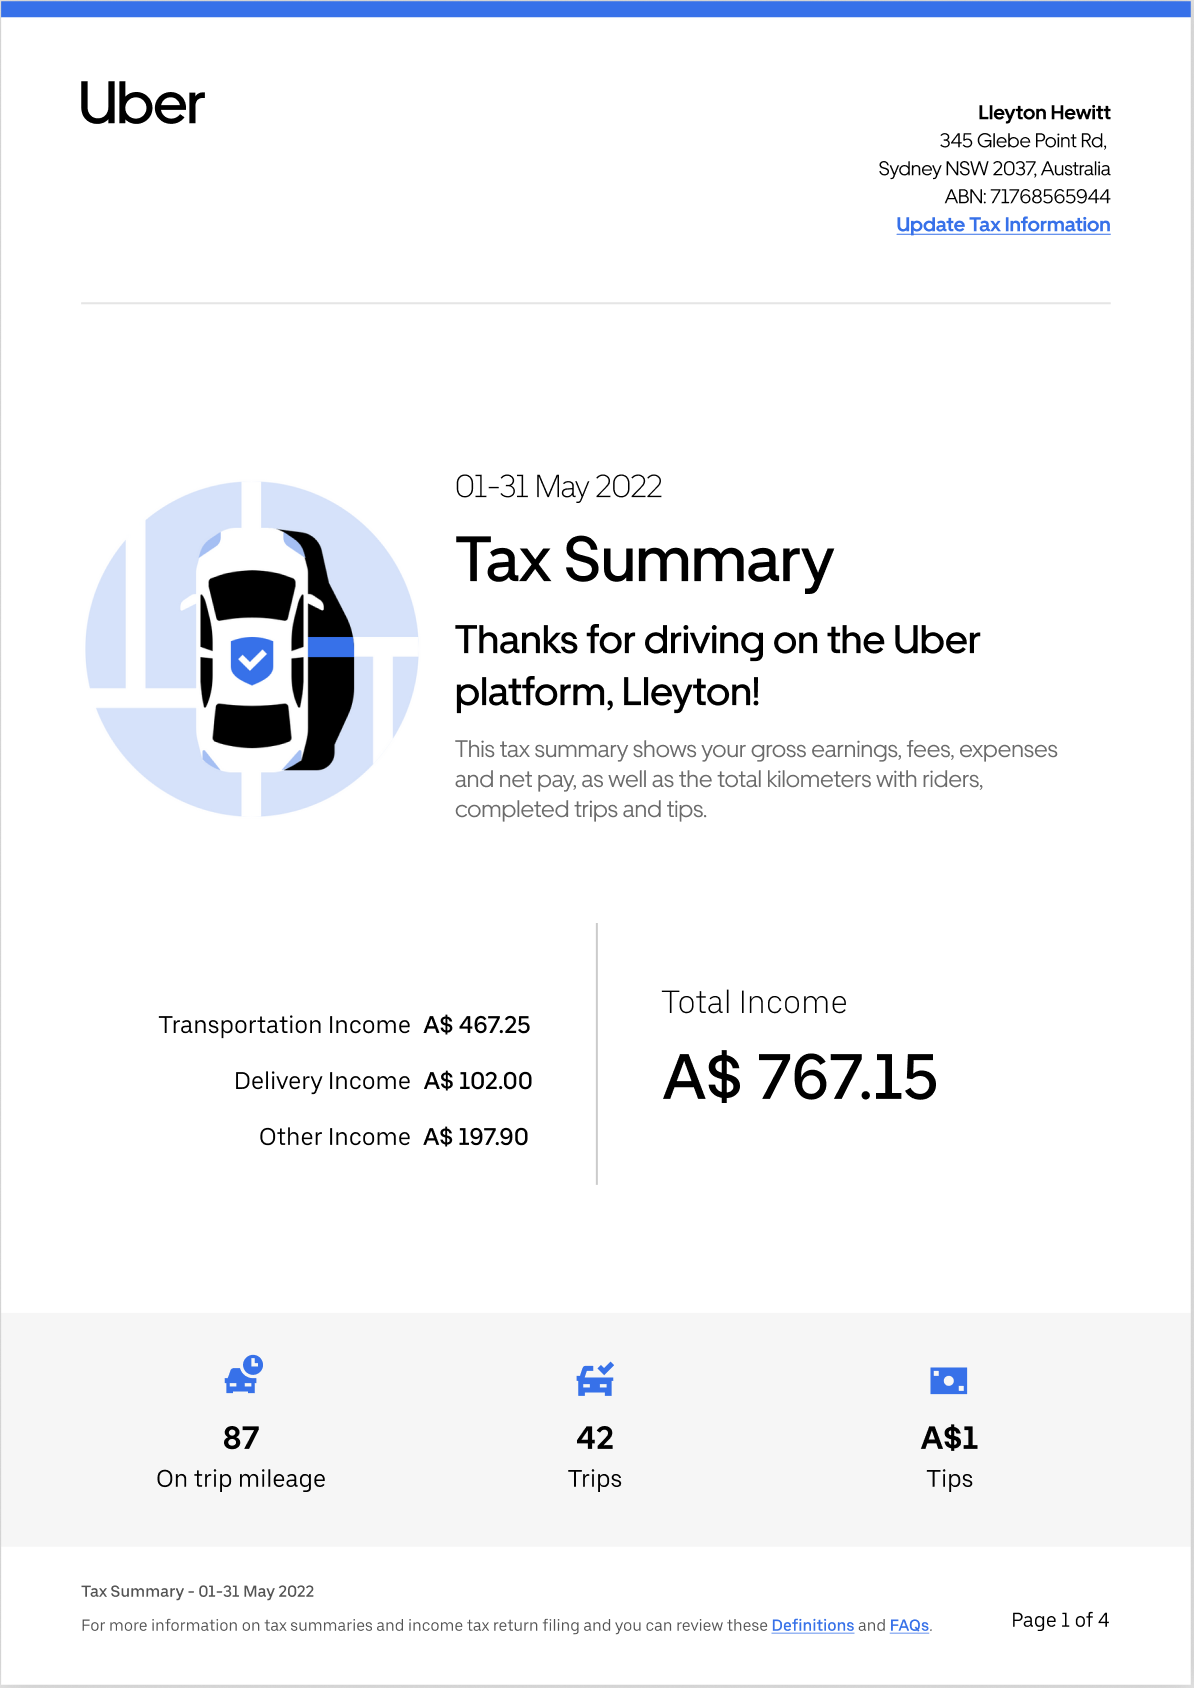 Uber
Lleyton Hewitt
345 Glebe Point Rd,
Sydney NSW 2037, Australia
ABN: 71768565944
Update Tax Information
01-31 May 2022
Tax Summary
Thanks for driving on the Uber
platform, Lleyton!
This tax summary shows your gross earnings, fees, expenses
and net pay, as well as the total kilometers with riders,
completed trips and tips.
Transportation Income A$ 467.25
Delivery Income A$ 102.00
Other Income A$ 197.90
Total Income
A$ 767.15
87
On trip mileage
42
Trips
A$1
Tips
Tax Summary - 01-31 May 2022
For more information on tax summaries and income tax return filing and you can review these Definitions and FAQs.
Page 1 of 4